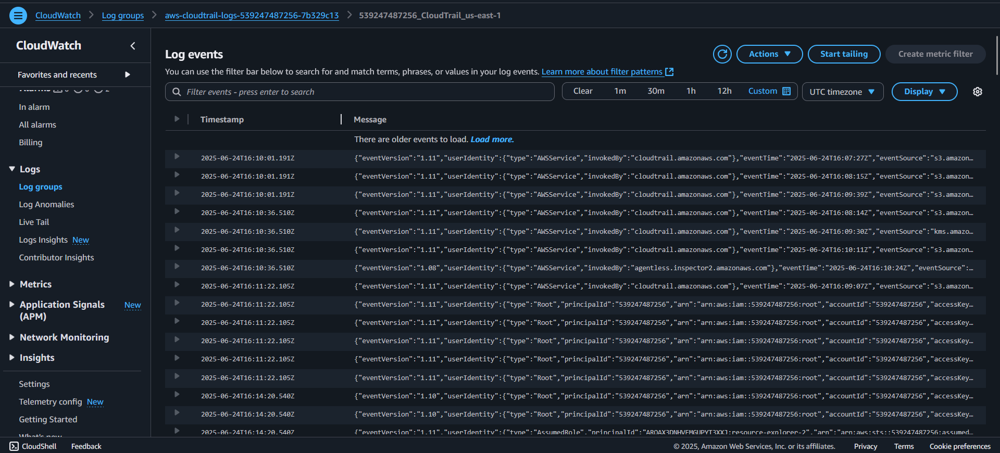 CloudWatch > Log groups > aws-cloudtrail-logs-539247487256-7b329c13 > 539247487256_CloudTrail_us-east-1
CloudWatch
Favorites and recents
In alarm
All alarms
Billing
Logs
Log groups
Log Anomalies
Live Tail
Logs Insights New
Contributor Insights
Metrics
Application Signals New
(APM)
Network Monitoring
Insights
Settings
Telemetry config New
Getting Started
What's new
Log events
Actions Start tailing Create metric filter
You can use the filter bar below to search for and match terms, phrases, or values in your log events. Learn more about filter patterns
Filter events - press enter to search Clear 1m 30m 1h 12h Custom UTC timezone Display
Timestamp Message
There are older events to load. Load more.
2025-06-24T16:10:01.191Z {"eventVersion":"1.11","userIdentity":{"type":"AWSService","invokedBy":"cloudtrail.amazonaws.com"},"eventTime":"2025-06-24T16:07:27Z","eventSource":"s3.amazon…
2025-06-24T16:10:01.191Z {"eventVersion":"1.11","userIdentity":{"type":"AWSService","invokedBy":"cloudtrail.amazonaws.com"},"eventTime":"2025-06-24T16:08:15Z","eventSource":"s3.amazon…
2025-06-24T16:10:01.191Z {"eventVersion":"1.11","userIdentity":{"type":"AWSService","invokedBy":"cloudtrail.amazonaws.com"},"eventTime":"2025-06-24T16:09:39Z","eventSource":"s3.amazon…
2025-06-24T16:10:36.510Z {"eventVersion":"1.11","userIdentity":{"type":"AWSService","invokedBy":"cloudtrail.amazonaws.com"},"eventTime":"2025-06-24T16:08:14Z","eventSource":"s3.amazon…
2025-06-24T16:10:36.510Z {"eventVersion":"1.11","userIdentity":{"type":"AWSService","invokedBy":"cloudtrail.amazonaws.com"},"eventTime":"2025-06-24T16:09:30Z","eventSource":"kms.amazo…
2025-06-24T16:10:36.510Z {"eventVersion":"1.11","userIdentity":{"type":"AWSService","invokedBy":"cloudtrail.amazonaws.com"},"eventTime":"2025-06-24T16:10:11Z","eventSource":"s3.amazon…
2025-06-24T16:10:36.510Z {"eventVersion":"1.08","userIdentity":{"type":"AWSService","invokedBy":"agentless.inspector2.amazonaws.com"},"eventTime":"2025-06-24T16:10:24Z","eventSource":…
2025-06-24T16:11:22.105Z {"eventVersion":"1.11","userIdentity":{"type":"AWSService","invokedBy":"cloudtrail.amazonaws.com"},"eventTime":"2025-06-24T16:09:07Z","eventSource":"s3.amazon…
2025-06-24T16:11:22.105Z {"eventVersion":"1.11","userIdentity":{"type":"Root","principalId":"539247487256","arn":"arn:aws:iam::539247487256:root","accountId":"539247487256","accessKey…
2025-06-24T16:11:22.105Z {"eventVersion":"1.11","userIdentity":{"type":"Root","principalId":"539247487256","arn":"arn:aws:iam::539247487256:root","accountId":"539247487256","accessKey…
2025-06-24T16:11:22.105Z {"eventVersion":"1.11","userIdentity":{"type":"Root","principalId":"539247487256","arn":"arn:aws:iam::539247487256:root","accountId":"539247487256","accessKey…
2025-06-24T16:11:22.105Z {"eventVersion":"1.11","userIdentity":{"type":"Root","principalId":"539247487256","arn":"arn:aws:iam::539247487256:root","accountId":"539247487256","accessKey…
2025-06-24T16:11:22.105Z {"eventVersion":"1.11","userIdentity":{"type":"Root","principalId":"539247487256","arn":"arn:aws:iam::539247487256:root","accountId":"539247487256","accessKey…
2025-06-24T16:14:20.540Z {"eventVersion":"1.10","userIdentity":{"type":"Root","principalId":"539247487256","arn":"arn:aws:iam::539247487256:root","accountId":"539247487256","accessKey…
2025-06-24T16:14:20.540Z {"eventVersion":"1.10","userIdentity":{"type":"Root","principalId":"539247487256","arn":"arn:aws:iam::539247487256:root","accountId":"539247487256","accessKey…
2025-06-24T16:14:20.540Z {"eventVersion":"1.11","userIdentity":{"type":"AssumedRole","principalId":"AROAX3DNHVEMGUPYT3XXJ:resource-explorer-2","arn":"arn:aws:sts::539247487256:assumed…
CloudShell Feedback © 2025, Amazon Web Services, Inc. or its affiliates. Privacy Terms Cookie preferences